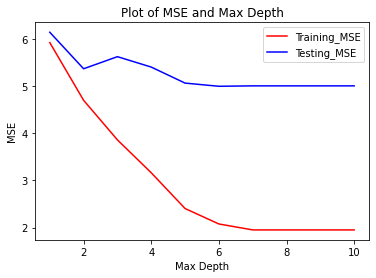 Plot of MSE and Max Depth
Training_MSE
Testing_MSE
6
5
4
3
2
MSE
2
4
6
8
10
Max Depth